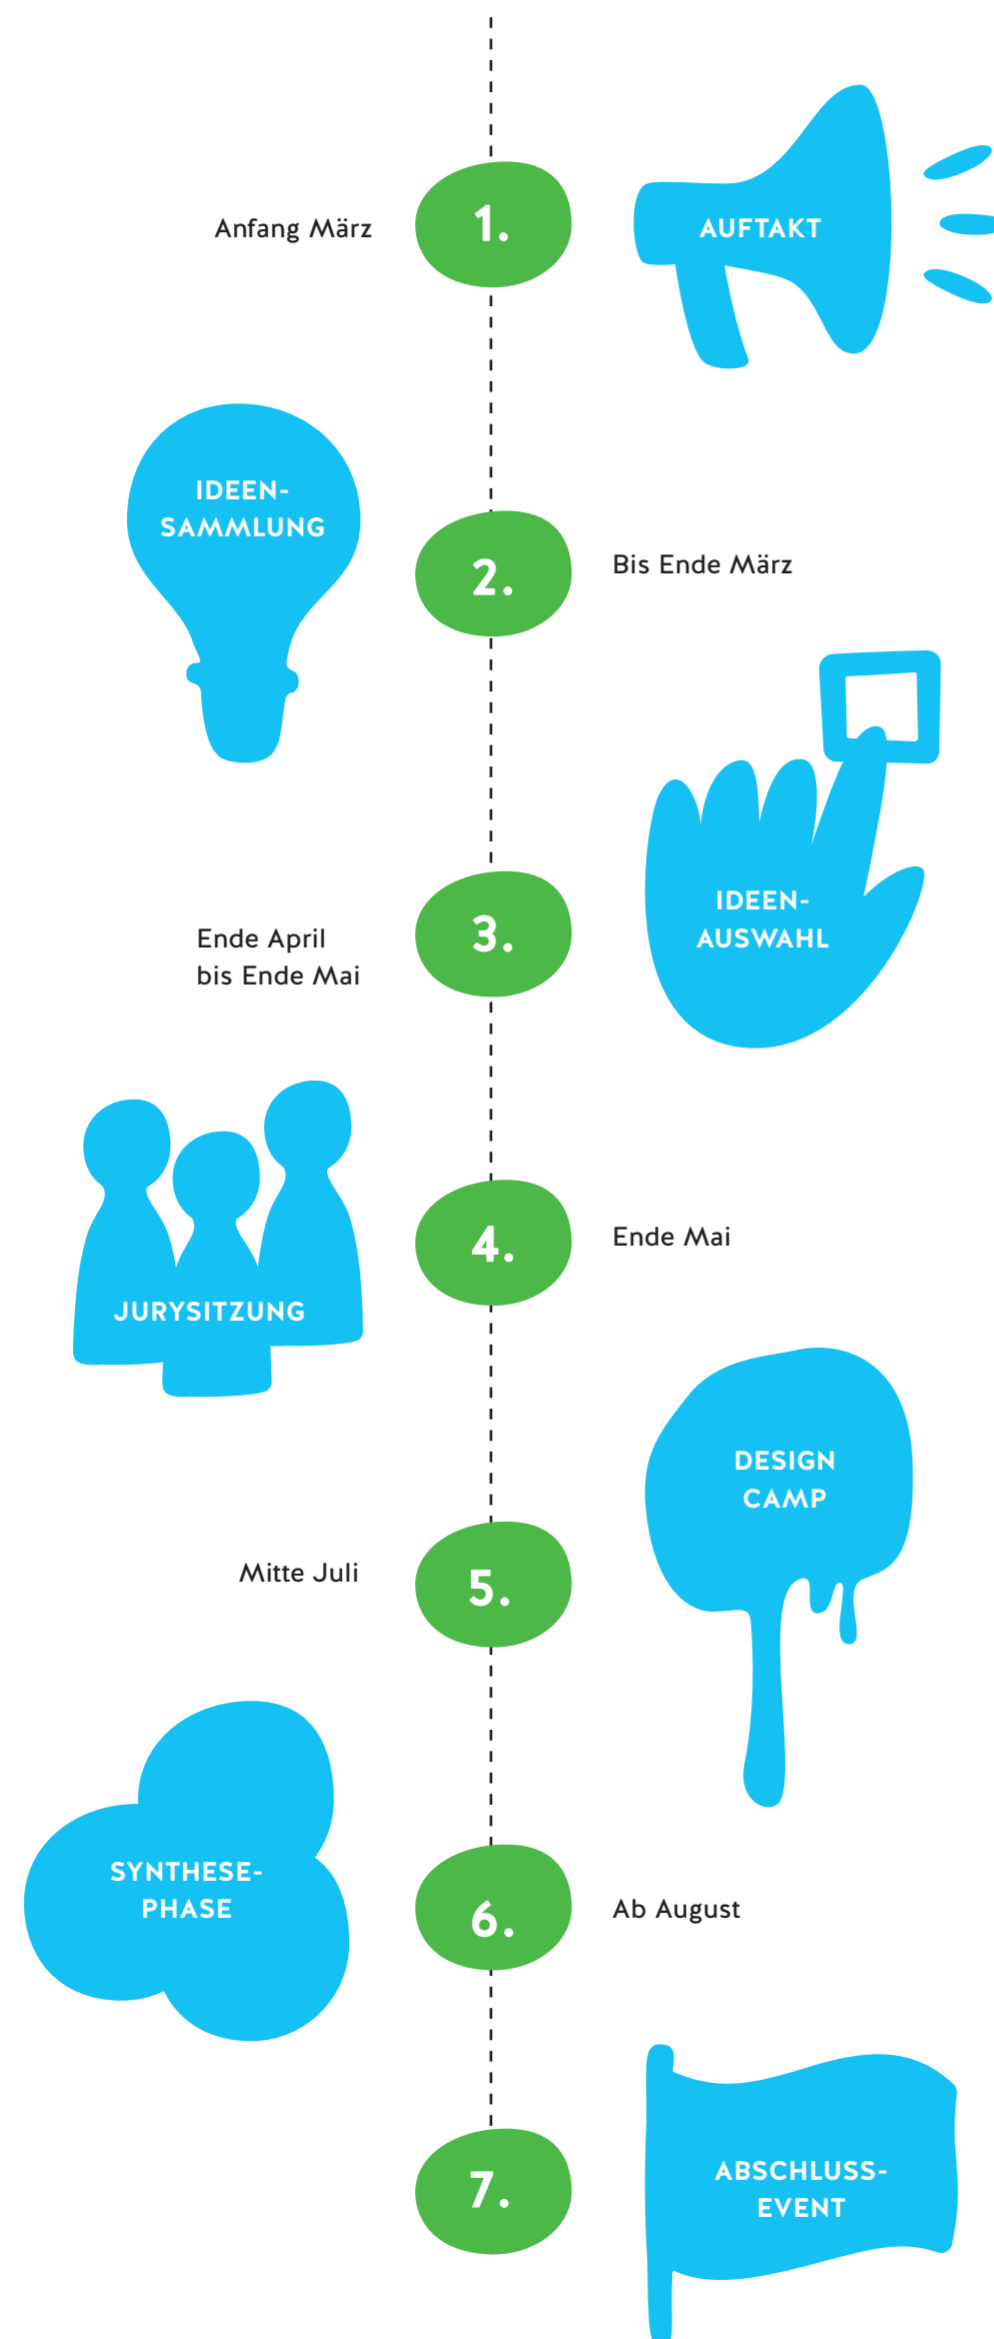 Anfang März
1.
AUFTAKT
IDEEN-
SAMMLUNG
2.
Bis Ende März
Ende April
bis Ende Mai
3.
IDEEN-
AUSWAHL
JURYSITZUNG
4.
Ende Mai
Mitte Juli
5.
DESIGN
CAMP
SYNTHESE-
PHASE
6.
Ab August
7.
ABSCHLUSS-
EVENT